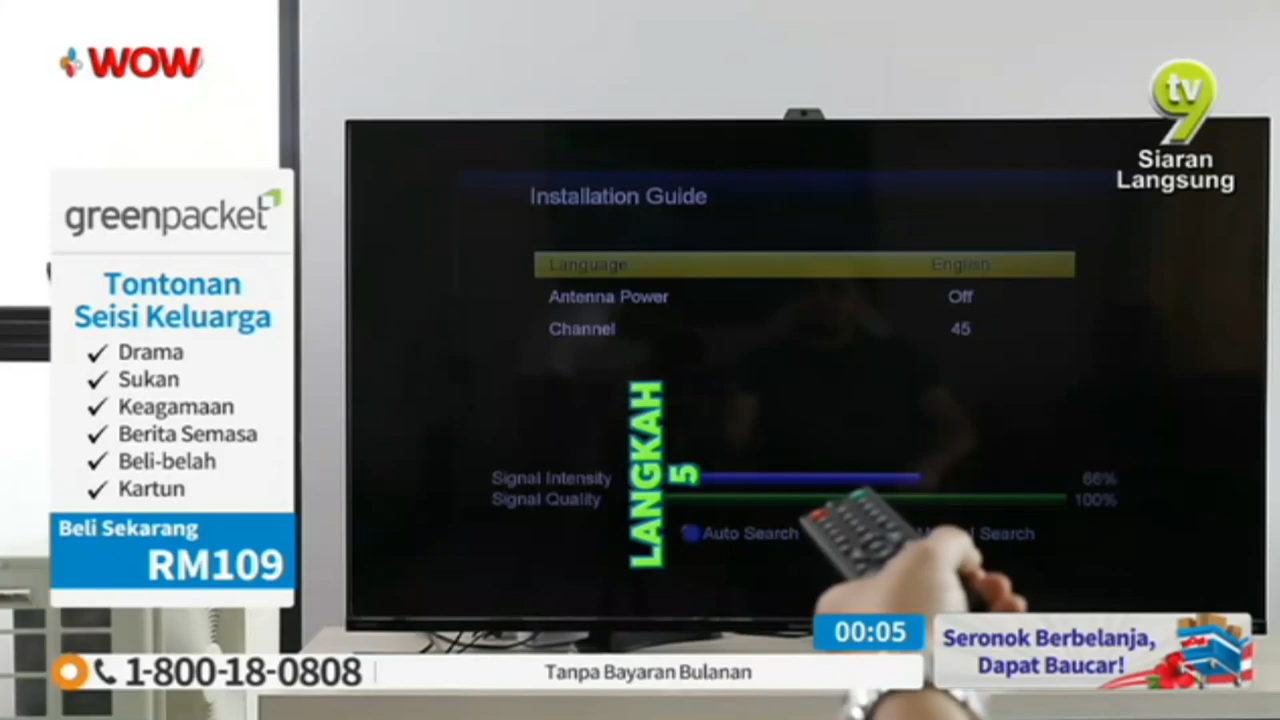 WOW
tv9
Siaran
Langsung
greenpacket
Tontonan
Seisi Keluarga
Drama
Sukan
Keagamaan
Berita Semasa
Beli-belah
Kartun
Beli Sekarang
RM109
Installation Guide
Language English
Antenna Power Off
Channel 45
LANGKAH
5
Signal Intensity 66%
Signal Quality 100%
Auto Search
Search
00:05
Seronok Berbelanja,
Dapat Baucar!
1-800-18-0808
Tanpa Bayaran Bulanan